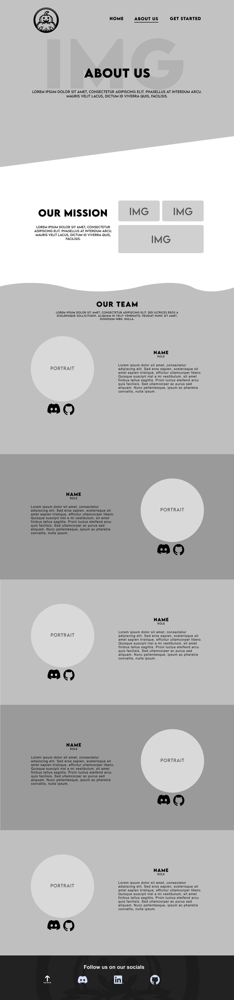 HOME ABOUT US GET STARTED
IMG
ABOUT US
LOREM IPSUM DOLOR SIT AMET, CONSECTETUR ADIPISCING ELIT. PHASELLUS AT INTERDUM ARCU.
MAURIS VELIT LACUS, DICTUM ID VIVERRA QUIS, FACILISIS.
OUR MISSION
LOREM IPSUM DOLOR SIT AMET, CONSECTETUR
ADIPISCING ELIT. PHASELLUS AT INTERDUM ARCU.
MAURIS VELIT LACUS, DICTUM ID VIVERRA QUIS,
FACILISIS.
IMG IMG
IMG
OUR TEAM
LOREM IPSUM DOLOR SIT AMET, CONSECTETUR ADIPISCING ELIT. SED ULTRICES EROS A
SCELERISQUE SOLLICITUDIN. ALIQUAM IN VELIT VENENATIS, FEUGIAT NUNC SIT AMET,
DIGNISSIM NIBH. NULLA.
PORTRAIT
NAME
ROLE
Lorem ipsum dolor sit amet, consectetur
adipiscing elit. Sed eros sapien, scelerisque sit
amet sapien tristique, efficitur ullamcorper libero.
Quisque suscipit nisl a mi vestibulum, sit amet
finibus tellus sagittis. Proin luctus eleifend arcu
quis facilisis. Sed ullamcorper ac purus sed
aliquam. Nunc pellentesque, ipsum ac pharetra
convallis, nulla ipsum.
NAME
ROLE
Lorem ipsum dolor sit amet, consectetur
adipiscing elit. Sed eros sapien, scelerisque sit
amet sapien tristique, efficitur ullamcorper libero.
Quisque suscipit nisl a mi vestibulum, sit amet
finibus tellus sagittis. Proin luctus eleifend arcu
quis facilisis. Sed ullamcorper ac purus sed
aliquam. Nunc pellentesque, ipsum ac pharetra
convallis, nulla ipsum.
PORTRAIT
PORTRAIT
NAME
ROLE
Lorem ipsum dolor sit amet, consectetur
adipiscing elit. Sed eros sapien, scelerisque sit
amet sapien tristique, efficitur ullamcorper libero.
Quisque suscipit nisl a mi vestibulum, sit amet
finibus tellus sagittis. Proin luctus eleifend arcu
quis facilisis. Sed ullamcorper ac purus sed
aliquam. Nunc pellentesque, ipsum ac pharetra
convallis, nulla ipsum.
NAME
ROLE
Lorem ipsum dolor sit amet, consectetur
adipiscing elit. Sed eros sapien, scelerisque sit
amet sapien tristique, efficitur ullamcorper libero.
Quisque suscipit nisl a mi vestibulum, sit amet
finibus tellus sagittis. Proin luctus eleifend arcu
quis facilisis. Sed ullamcorper ac purus sed
aliquam. Nunc pellentesque, ipsum ac pharetra
convallis, nulla ipsum.
PORTRAIT
PORTRAIT
NAME
ROLE
Lorem ipsum dolor sit amet, consectetur
adipiscing elit. Sed eros sapien, scelerisque sit
amet sapien tristique, efficitur ullamcorper libero.
Quisque suscipit nisl a mi vestibulum, sit amet
finibus tellus sagittis. Proin luctus eleifend arcu
quis facilisis. Sed ullamcorper ac purus sed
aliquam. Nunc pellentesque, ipsum ac pharetra
convallis, nulla ipsum.
Follow us on our socials
in